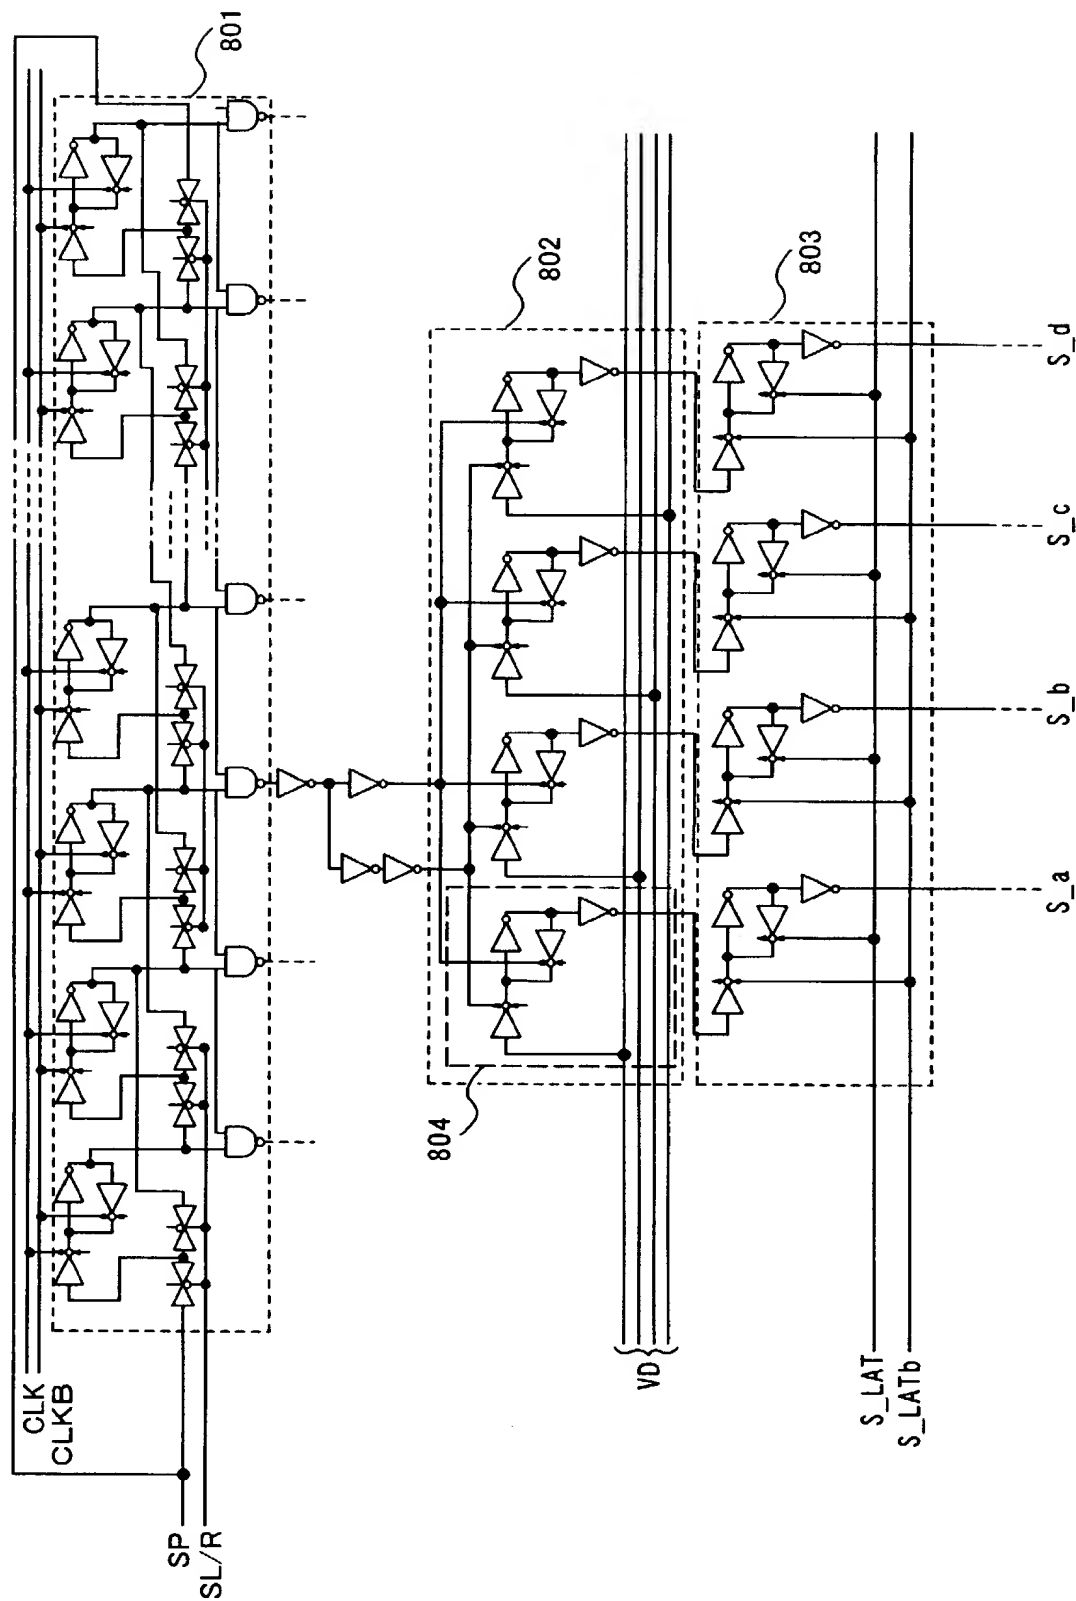 801
CLK
CLKB
SP
SL/R
802
804
VD
803
S_LAT
S_LATb
S_a
S_b
S_c
S_d